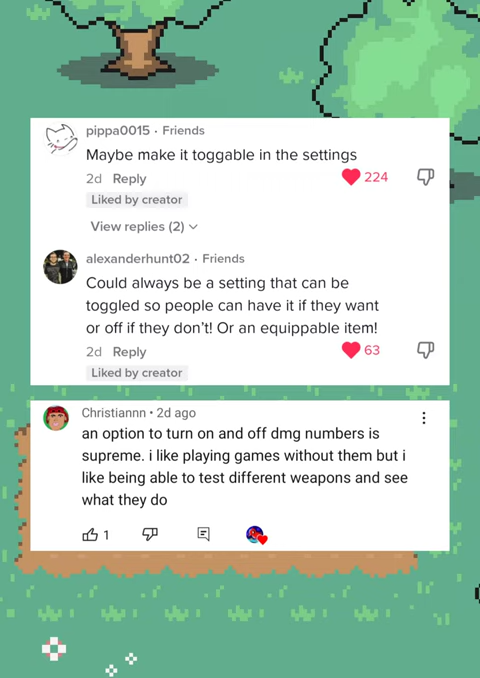 pippa0015 · Friends
Maybe make it toggable in the settings
2d Reply
224
Liked by creator
View replies (2)
alexanderhunt02 · Friends
Could always be a setting that can be
toggled so people can have it if they want
or off if they don't! Or an equippable item!
2d Reply
63
Liked by creator
Christiannn • 2d ago
an option to turn on and off dmg numbers is
supreme. i like playing games without them but i
like being able to test different weapons and see
what they do
1